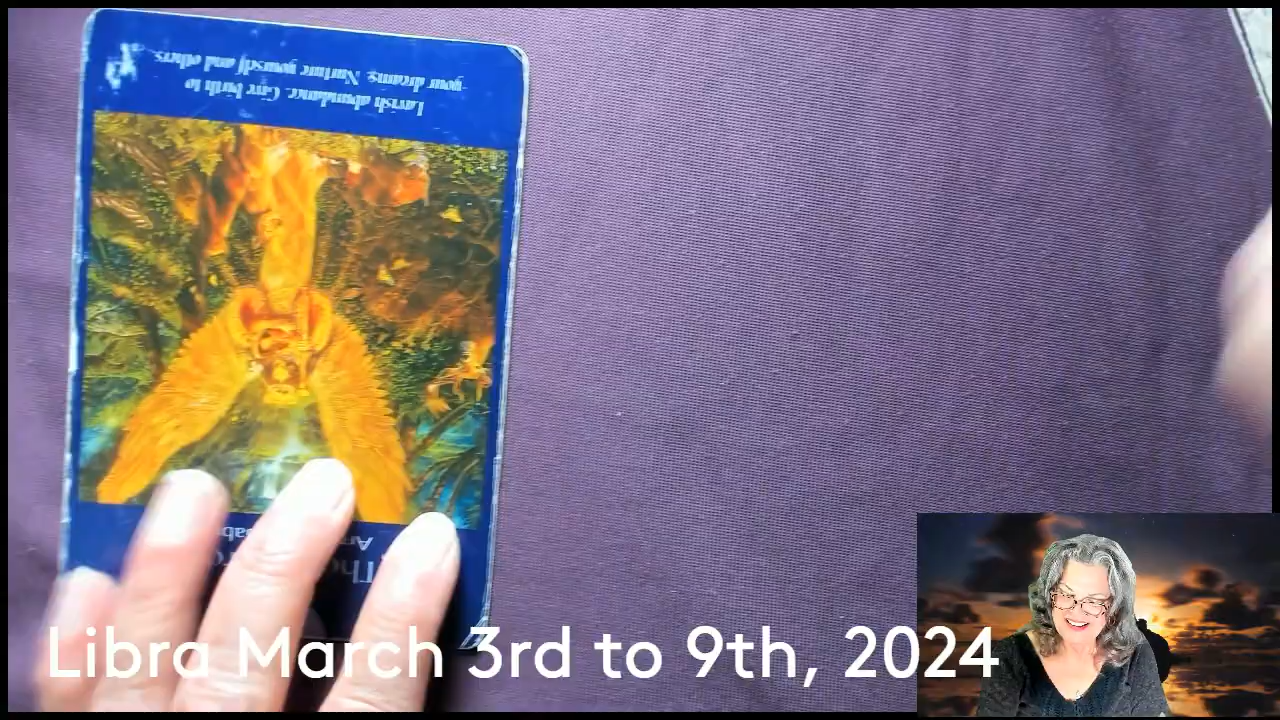 Lavish abundance. Give birth to
your dreams. Nurture yourself and others.
Libra March 3rd to 9th, 2024